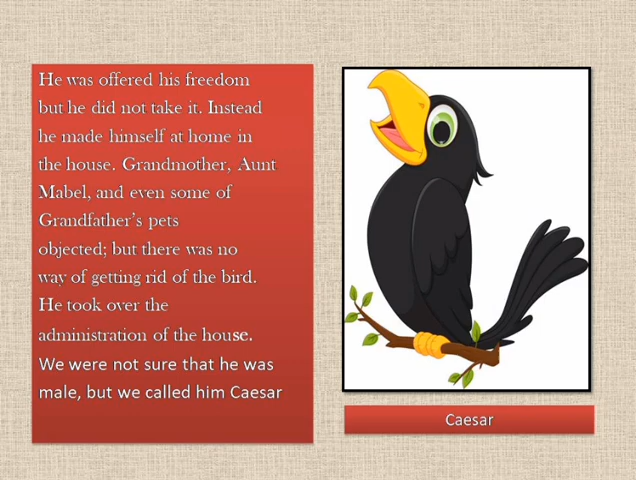 He was offered his freedom
but he did not take it. Instead
he made himself at home in
the house. Grandmother, Aunt
Mabel, and even some of
Grandfather's pets
objected; but there was no
way of getting rid of the bird.
He took over the
administration of the house.
We were not sure that he was
male, but we called him Caesar
Caesar